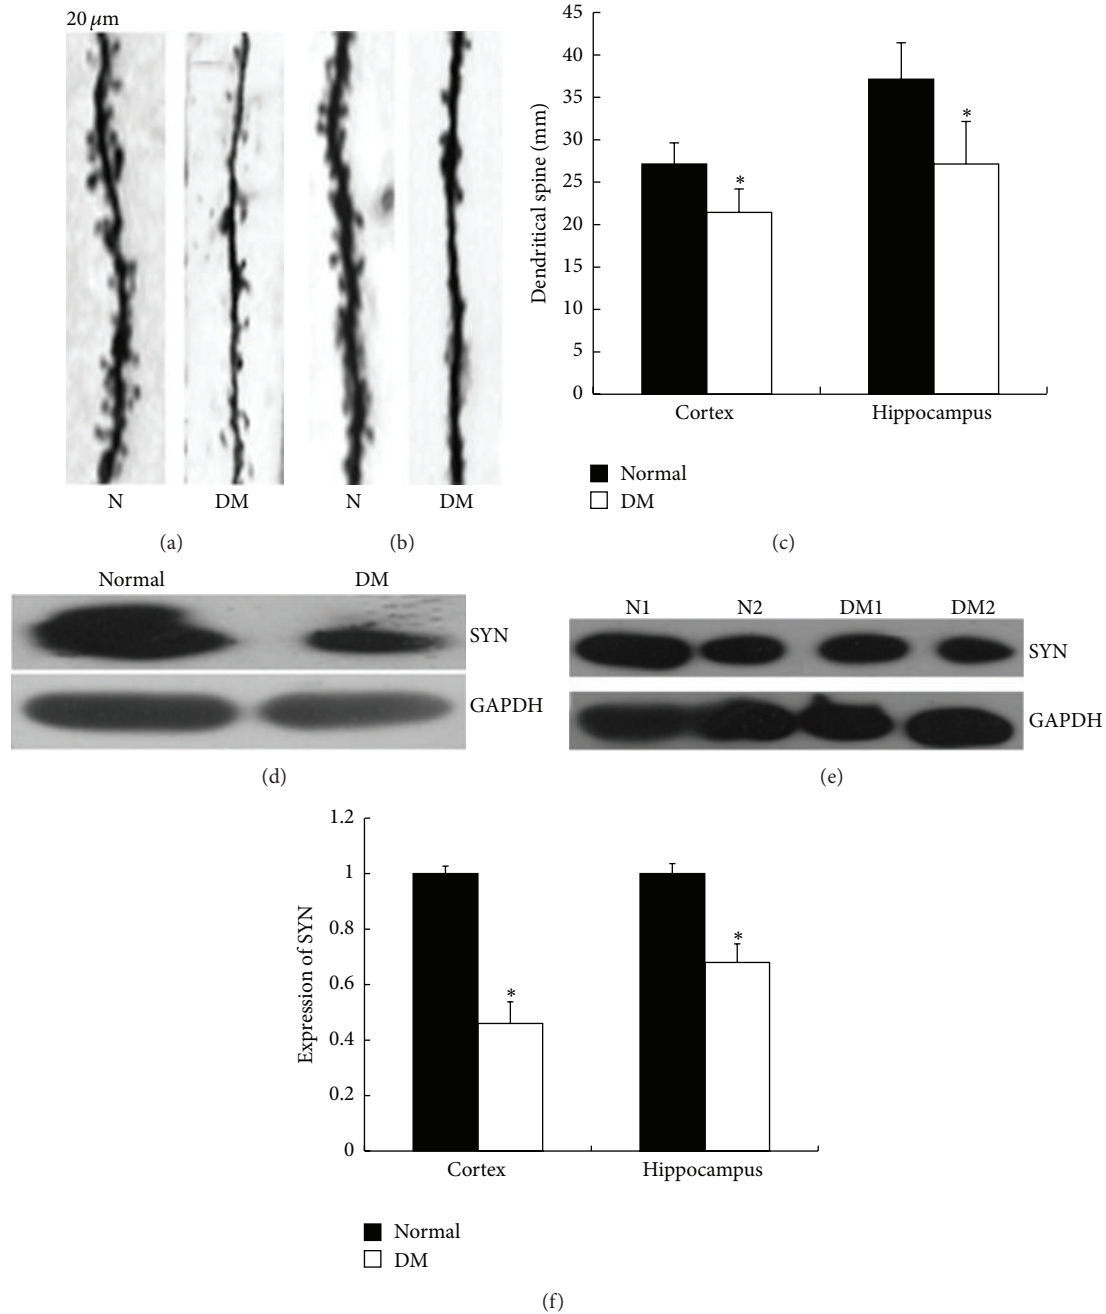 20 μm
N
DM
N
DM
(a)
(b)
45
40
35
30
25
20
15
10
5
0
Dendritical spine (mm)
*
*
Cortex
Hippocampus
Normal
DM
(c)
Normal
DM
SYN
GAPDH
(d)
N1
N2
DM1
DM2
SYN
GAPDH
(e)
1.2
1
0.8
0.6
0.4
0.2
0
Expression of SYN
*
*
Cortex
Hippocampus
Normal
DM
(f)